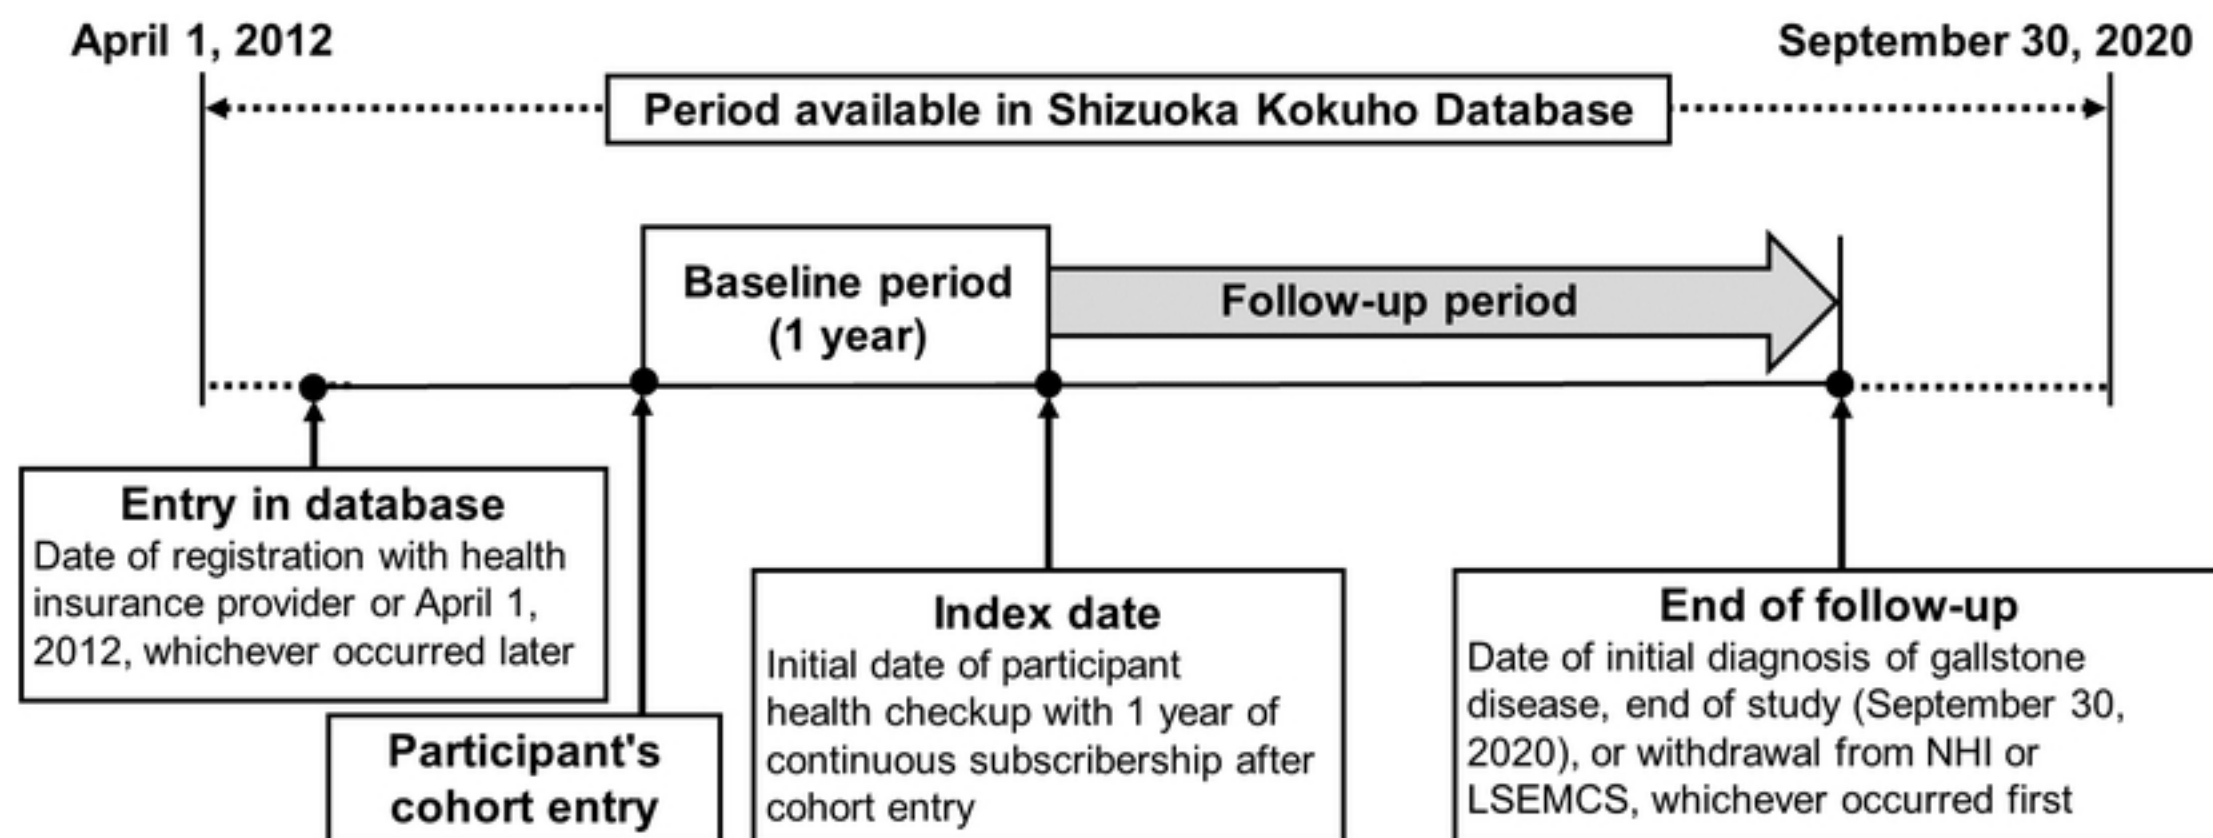 April 1, 2012
September 30, 2020
Period available in Shizuoka Kokuho Database
Baseline period
(1 year)
Follow-up period
Entry in database
Date of registration with health
insurance provider or April 1,
2012, whichever occurred later
Participant's
cohort entry
Index date
Initial date of participant
health checkup with 1 year of
continuous subscribership after
cohort entry
End of follow-up
Date of initial diagnosis of gallstone
disease, end of study (September 30,
2020), or withdrawal from NHI or
LSEMCS, whichever occurred first